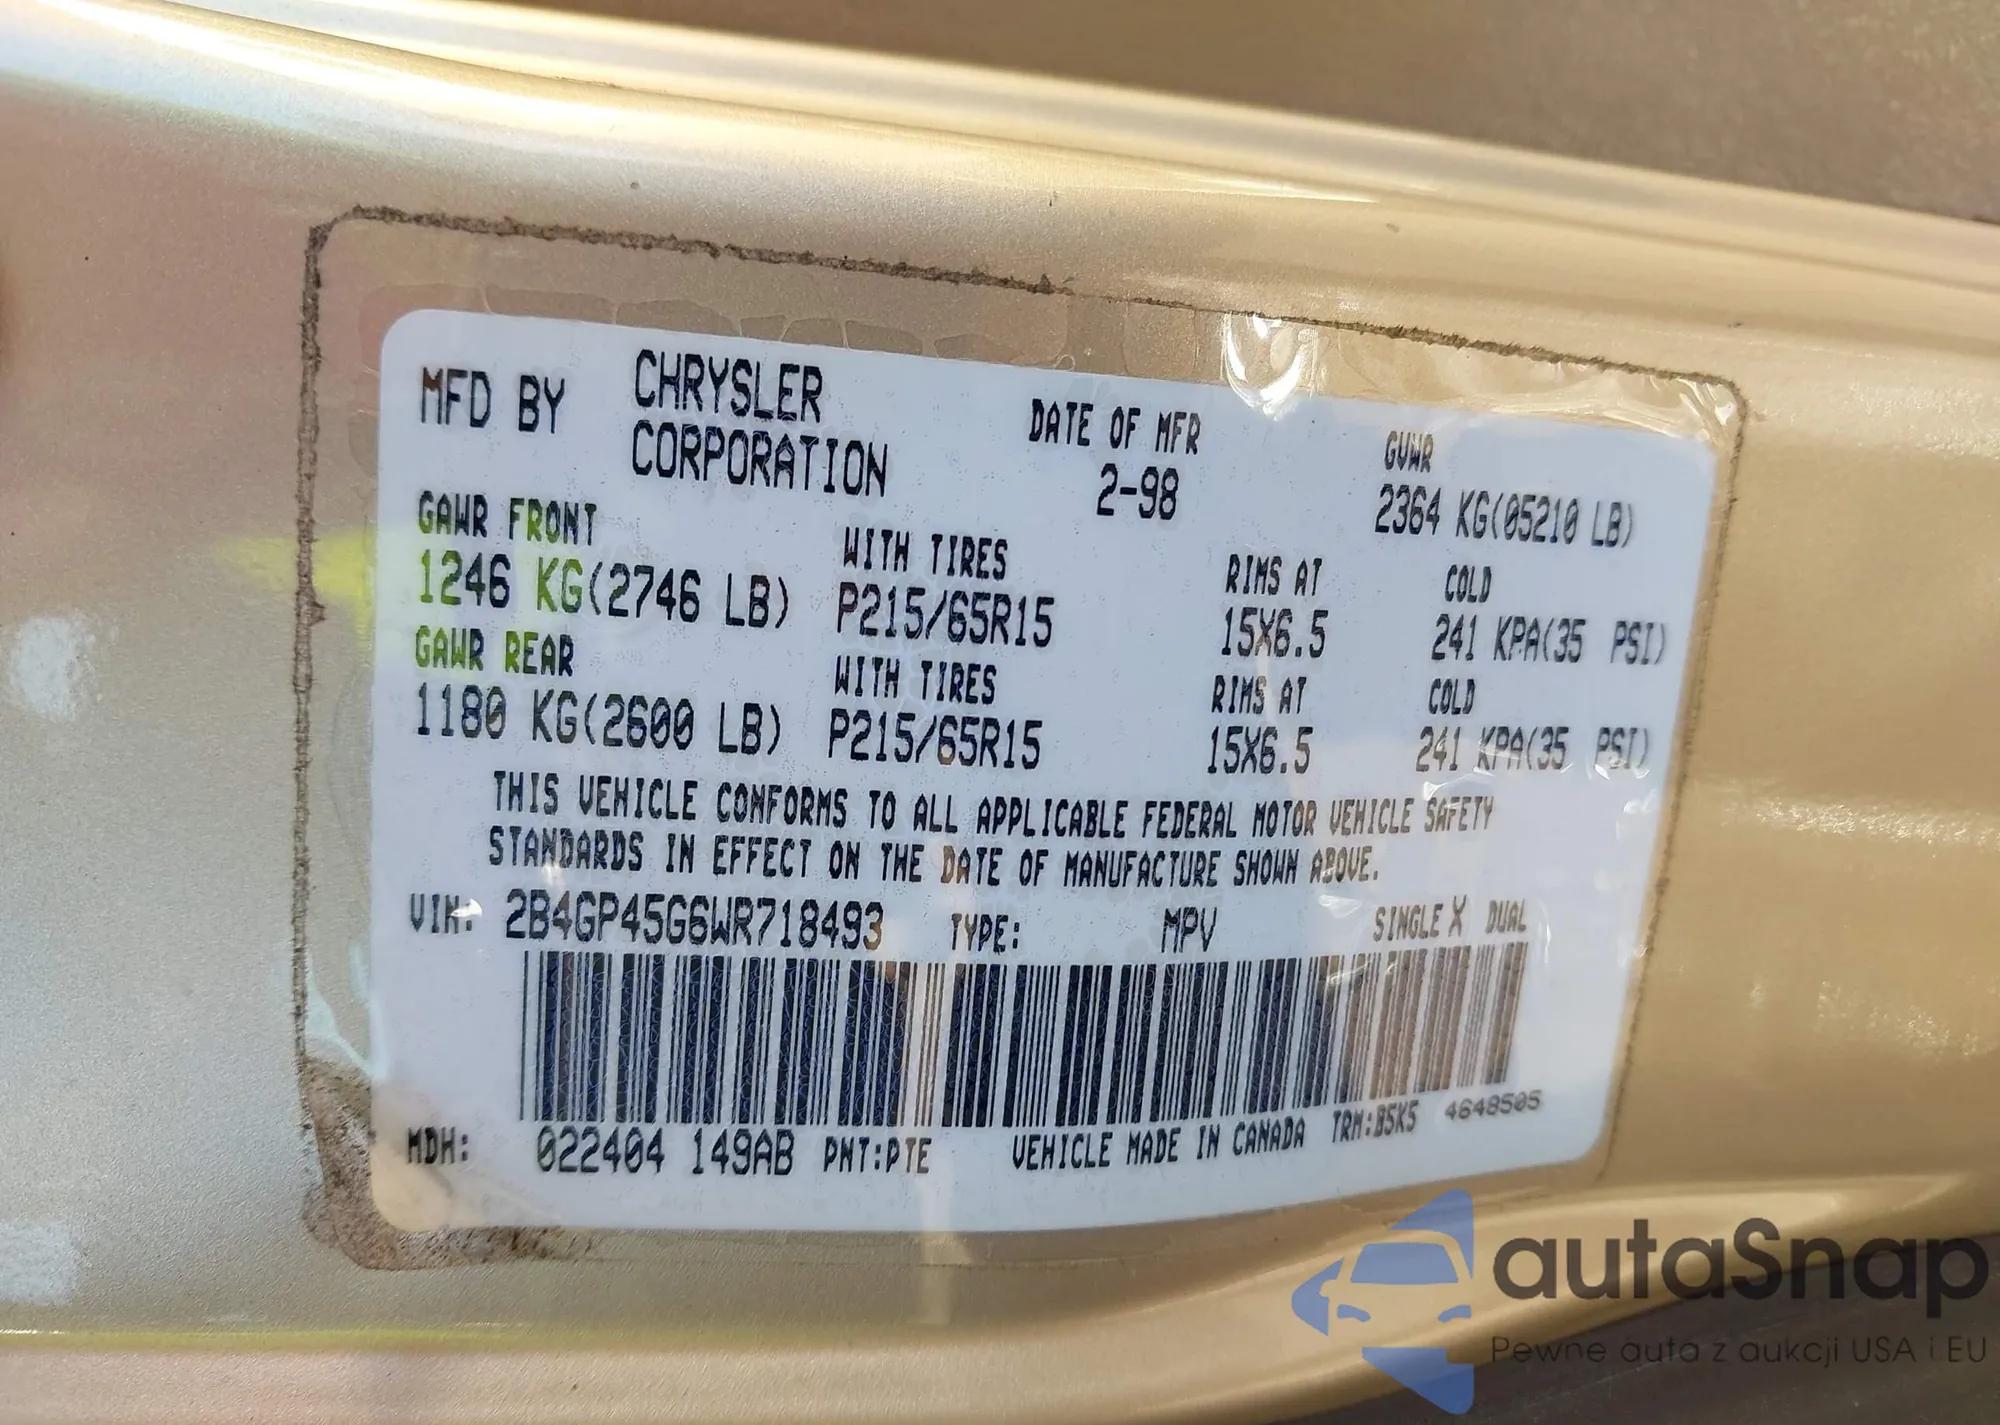 MFD BY CHRYSLER CORPORATION
DATE OF MFR 2-98
GVWR 2364 KG(05210 LB)
GAWR FRONT WITH TIRES RIMS AT COLD
1246 KG(2746 LB) P215/65R15 15X6.5 241 KPA(35 PSI)
GAWR REAR WITH TIRES RIMS AT COLD
1180 KG(2600 LB) P215/65R15 15X6.5 241 KPA(35 PSI)
THIS VEHICLE CONFORMS TO ALL APPLICABLE FEDERAL MOTOR VEHICLE SAFETY
STANDARDS IN EFFECT ON THE DATE OF MANUFACTURE SHOWN ABOVE.
VIN: 2B4GP45G6WR718493 TYPE: MPV SINGLE X DUAL
MDH: 022404 149AB PNT:PTE VEHICLE MADE IN CANADA TRM:B5K5 4648505
autaSnap
Pewne auta z aukcji USA i EU